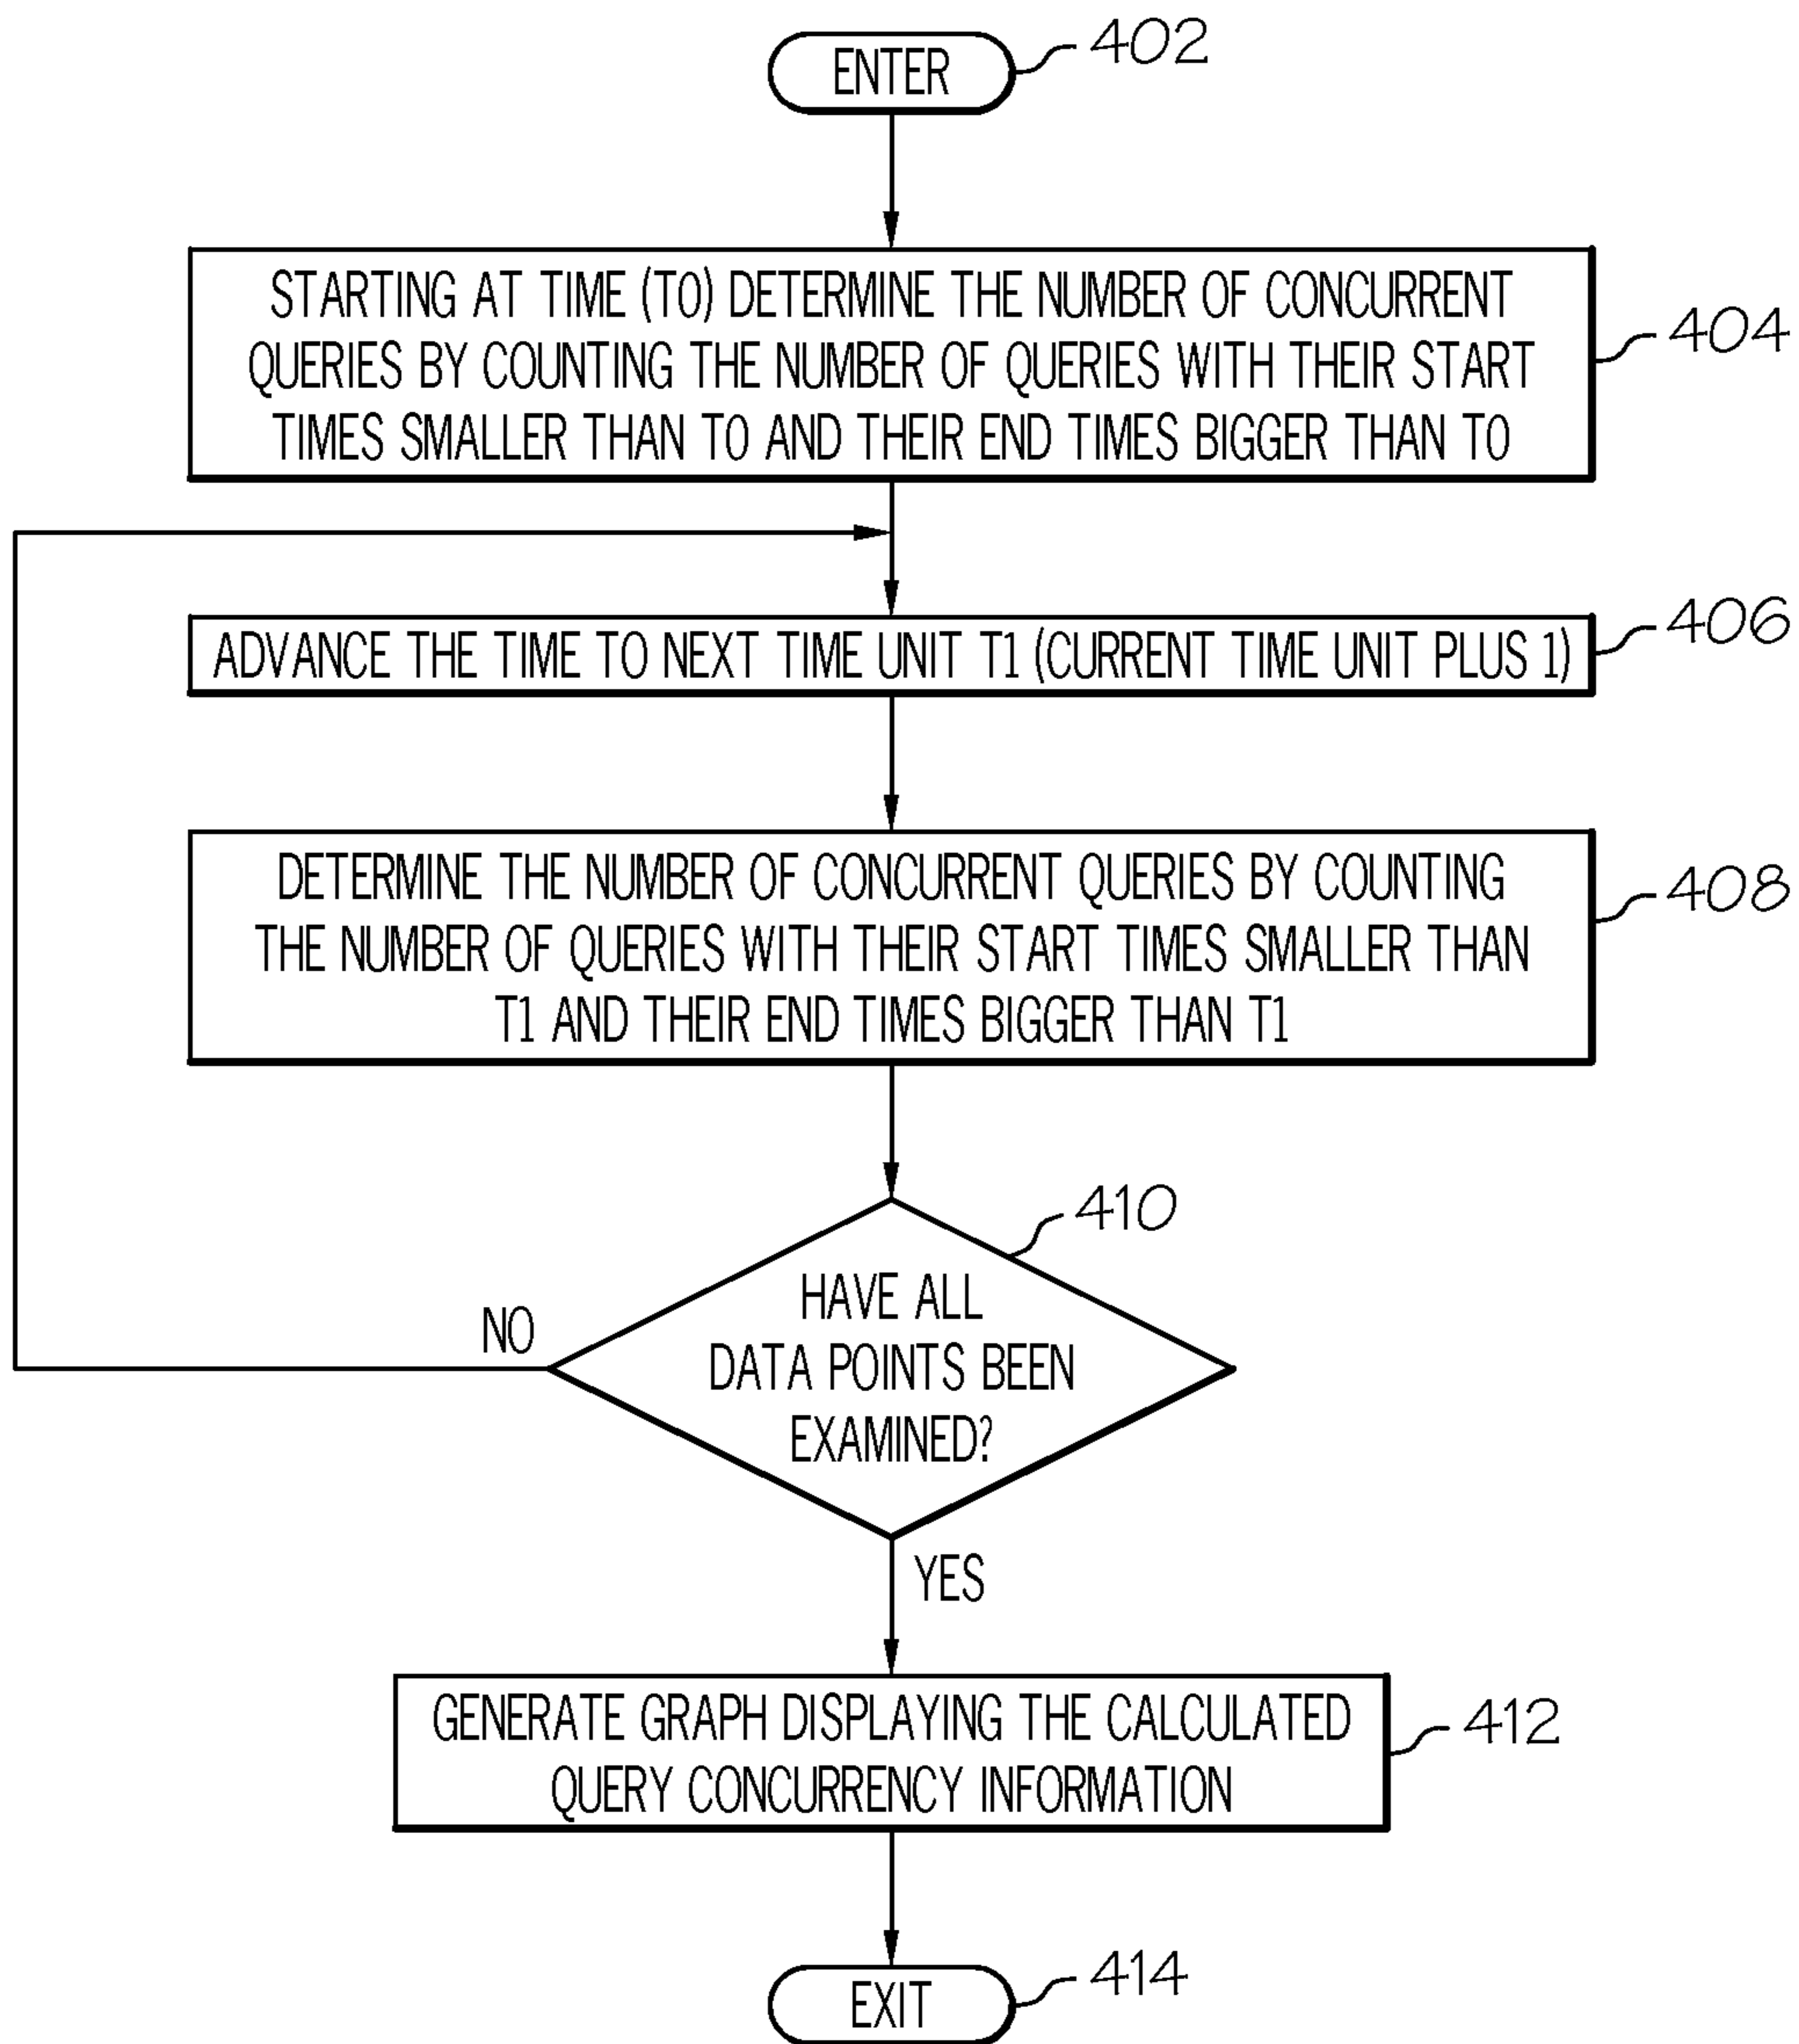 ENTER
402
STARTING AT TIME (T0) DETERMINE THE NUMBER OF CONCURRENT
QUERIES BY COUNTING THE NUMBER OF QUERIES WITH THEIR START
TIMES SMALLER THAN T0 AND THEIR END TIMES BIGGER THAN T0
404
ADVANCE THE TIME TO NEXT TIME UNIT T1 (CURRENT TIME UNIT PLUS 1)
406
DETERMINE THE NUMBER OF CONCURRENT QUERIES BY COUNTING
THE NUMBER OF QUERIES WITH THEIR START TIMES SMALLER THAN
T1 AND THEIR END TIMES BIGGER THAN T1
408
410
HAVE ALL
DATA POINTS BEEN
EXAMINED?
NO
YES
GENERATE GRAPH DISPLAYING THE CALCULATED
QUERY CONCURRENCY INFORMATION
412
EXIT
414